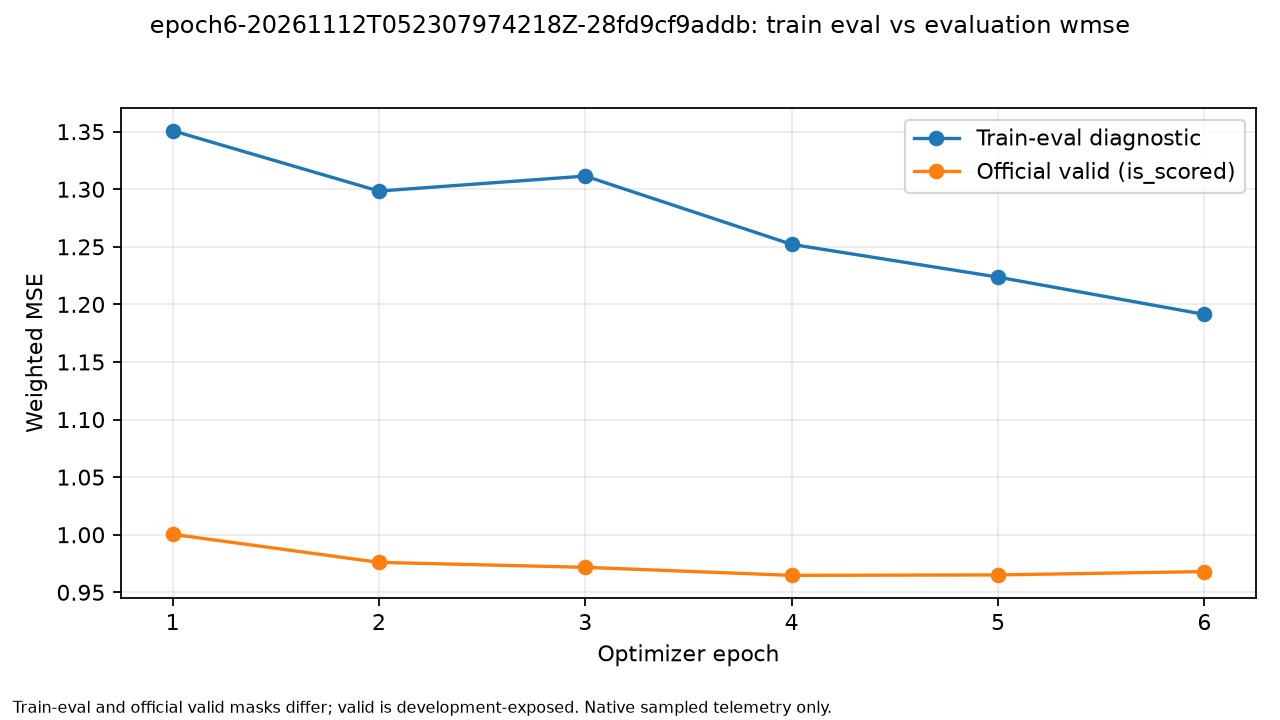 epoch6-20261112T052307974218Z-28fd9cf9addb: train eval vs evaluation wmse
Train-eval diagnostic
Official valid (is_scored)
Weighted MSE
1.35
1.30
1.25
1.20
1.15
1.10
1.05
1.00
0.95
1 2 3 4 5 6
Optimizer epoch
Train-eval and official valid masks differ; valid is development-exposed. Native sampled telemetry only.